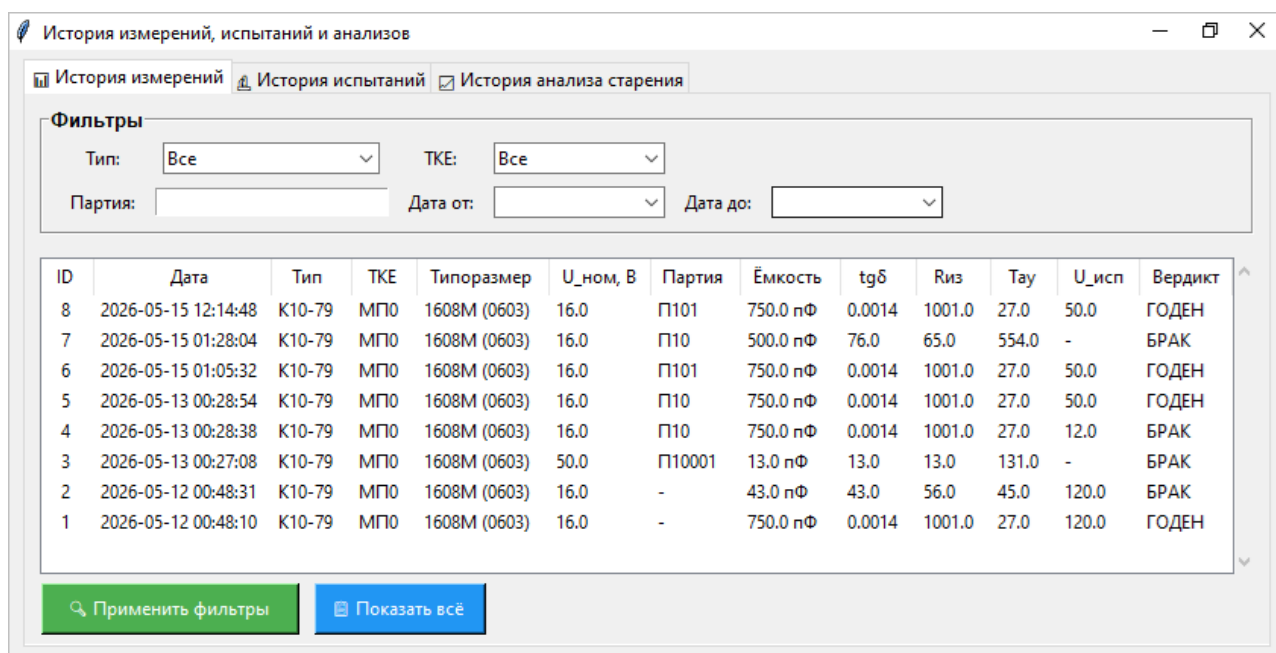 История измерений, испытаний и анализов
История измерений История испытаний История анализа старения
Фильтры
Тип: Все ТКЕ: Все
Партия: Дата от: Дата до:
ID Дата Тип ТКЕ Типоразмер U_ном, В Партия Ёмкость tgδ Rиз Тау U_исп Вердикт
8 2026-05-15 12:14:48 К10-79 МП0 1608М (0603) 16.0 П101 750.0 пФ 0.0014 1001.0 27.0 50.0 ГОДЕН
7 2026-05-15 01:28:04 К10-79 МП0 1608М (0603) 16.0 П10 500.0 пФ 76.0 65.0 554.0 - БРАК
6 2026-05-15 01:05:32 К10-79 МП0 1608М (0603) 16.0 П101 750.0 пФ 0.0014 1001.0 27.0 50.0 ГОДЕН
5 2026-05-13 00:28:54 К10-79 МП0 1608М (0603) 16.0 П10 750.0 пФ 0.0014 1001.0 27.0 50.0 ГОДЕН
4 2026-05-13 00:28:38 К10-79 МП0 1608М (0603) 16.0 П10 750.0 пФ 0.0014 1001.0 27.0 12.0 БРАК
3 2026-05-13 00:27:08 К10-79 МП0 1608М (0603) 50.0 П10001 13.0 пФ 13.0 13.0 131.0 - БРАК
2 2026-05-12 00:48:31 К10-79 МП0 1608М (0603) 16.0 - 43.0 пФ 43.0 56.0 45.0 120.0 БРАК
1 2026-05-12 00:48:10 К10-79 МП0 1608М (0603) 16.0 - 750.0 пФ 0.0014 1001.0 27.0 120.0 ГОДЕН
Применить фильтры Показать всё